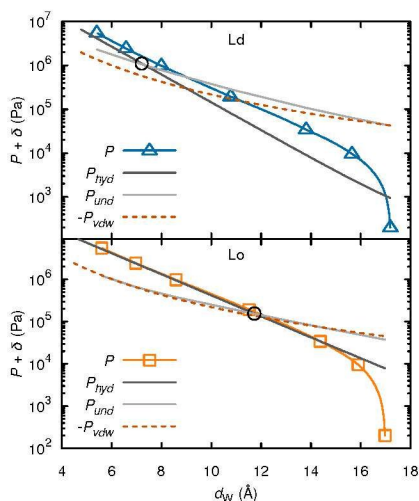 Ld
10⁷
10⁶
10⁵
10⁴
10³
P + δ (Pa)
P
P_hyd
P_und
-P_vdw
Lo
10⁶
10⁵
10⁴
10³
10²
P + δ (Pa)
P
P_hyd
P_und
-P_vdw
4 6 8 10 12 14 16 18
d_W (Å)